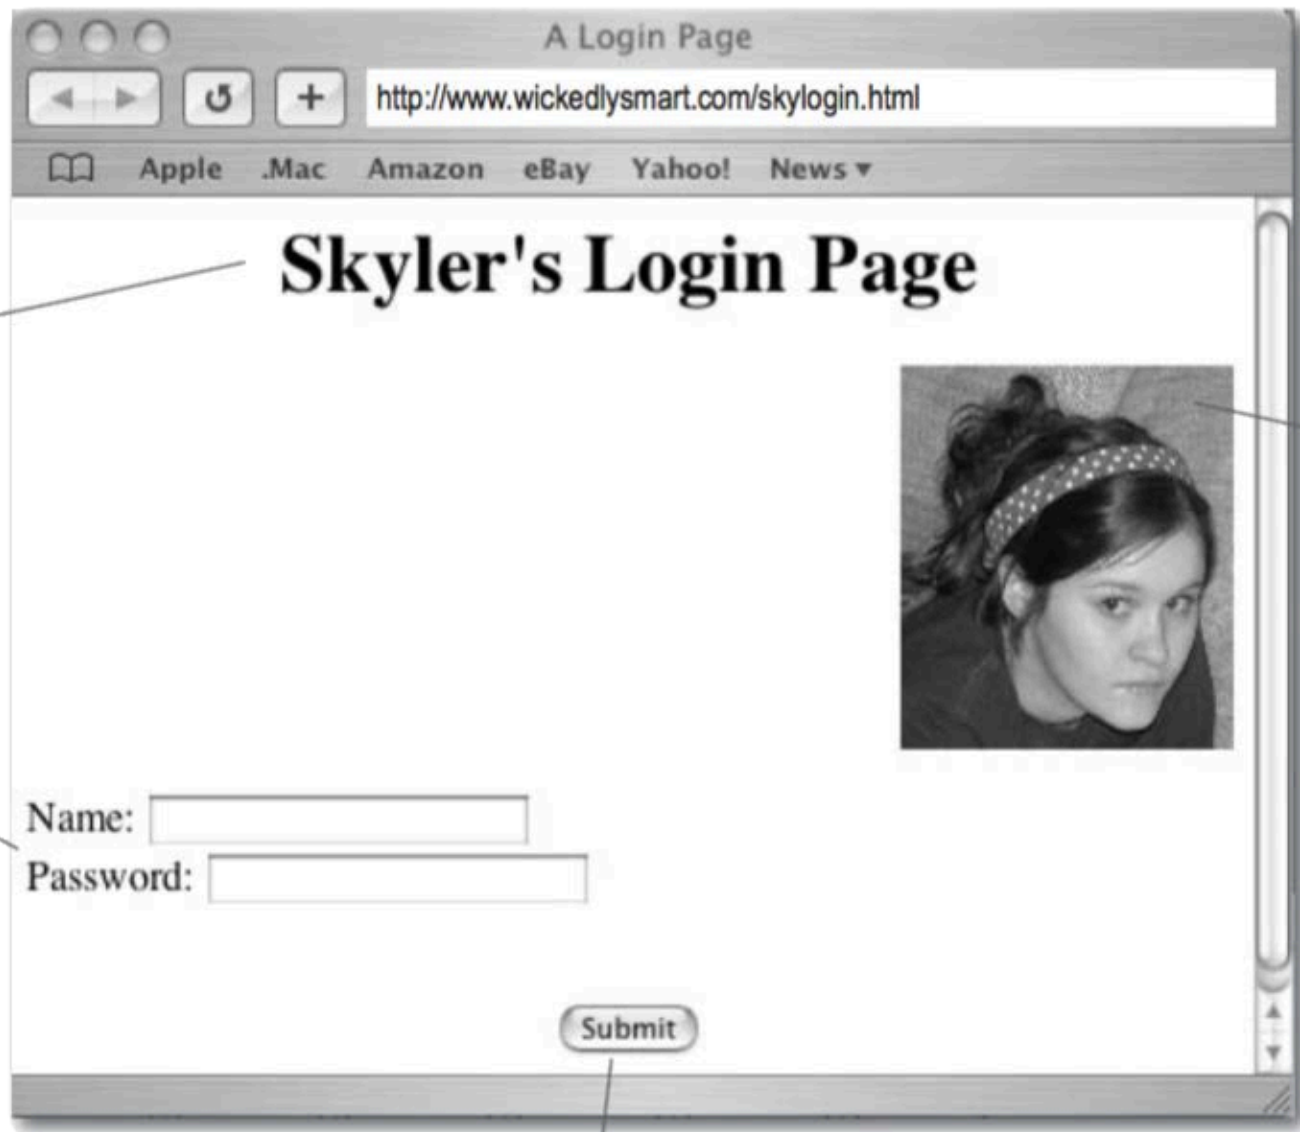 A Login Page
http://www.wickedlysmart.com/skylogin.html
Apple .Mac Amazon eBay Yahoo! News
Skyler's Login Page
Name:
Password:
Submit